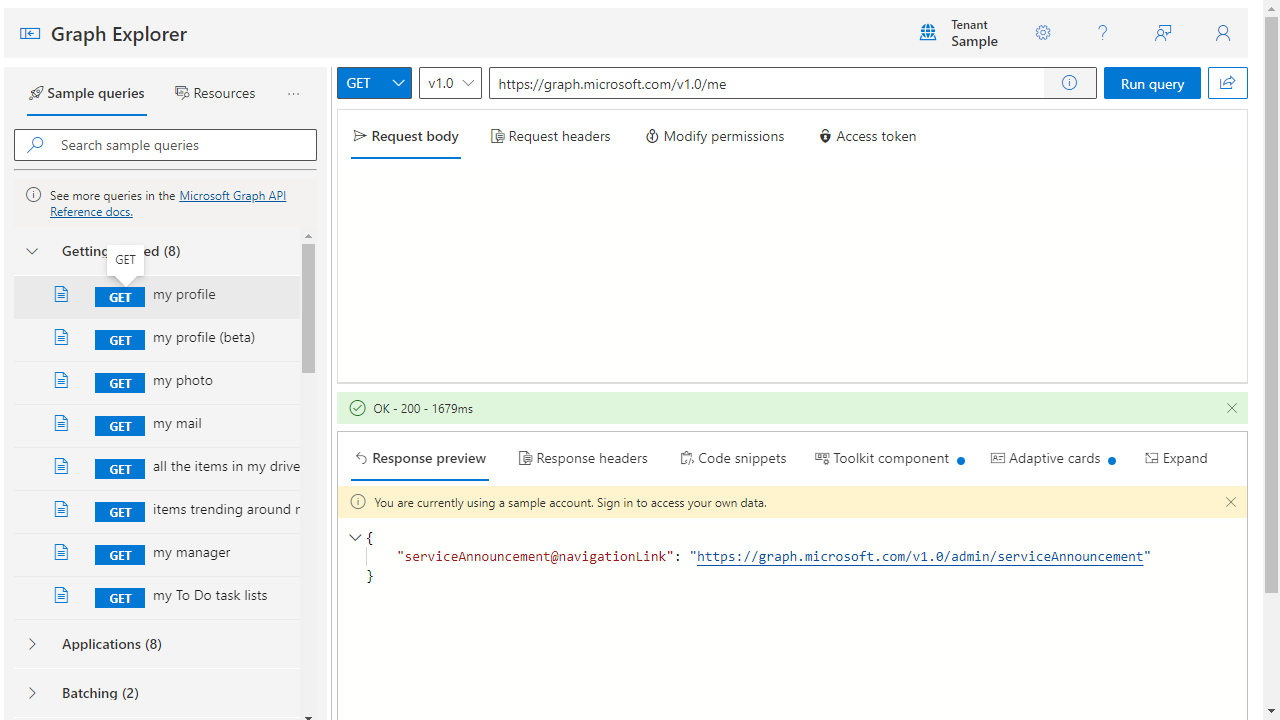 Graph Explorer
Tenant
Sample
Sample queries
Resources
Search sample queries
See more queries in the Microsoft Graph API
Reference docs.
Getting ed (8)
GET
GET my profile
GET my profile (beta)
GET my photo
GET my mail
GET all the items in my drive
GET items trending around
GET my manager
GET my To Do task lists
Applications (8)
Batching (2)
GET
v1.0
https://graph.microsoft.com/v1.0/me
Run query
Request body
Request headers
Modify permissions
Access token
OK - 200 - 1679ms
Response preview
Response headers
Code snippets
Toolkit component
Adaptive cards
Expand
You are currently using a sample account. Sign in to access your own data.
{
"serviceAnnouncement@navigationLink": "https://graph.microsoft.com/v1.0/admin/serviceAnnouncement"
}